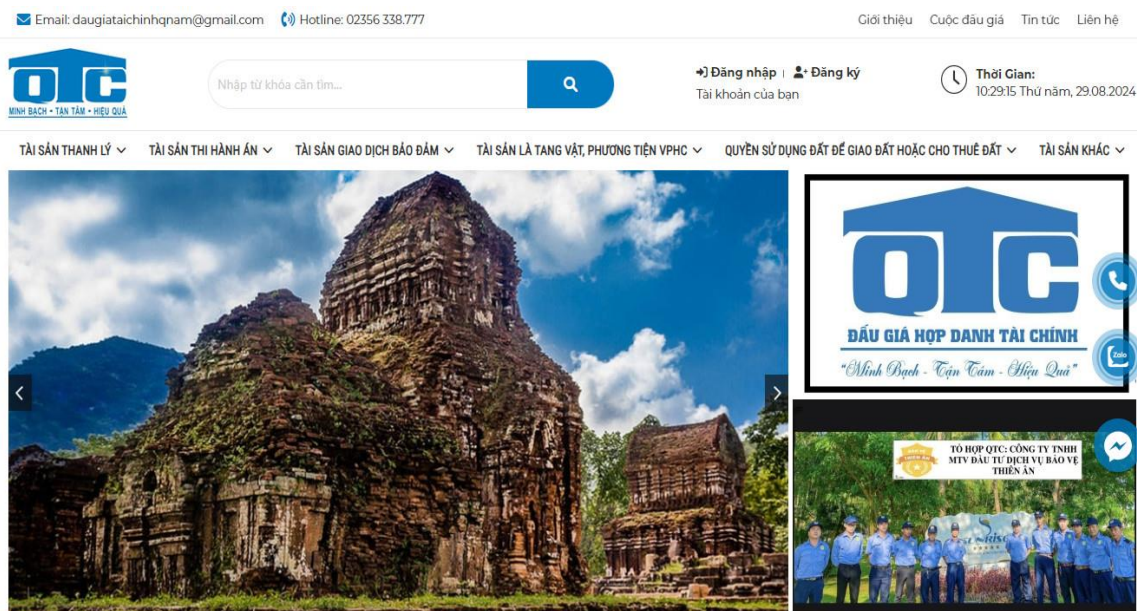 Email: daugiataichinhqnam@gmail.com
Hotline: 02356 338.777
Giới thiệu
Cuộc đấu giá
Tin tức
Liên hệ
QTC
MINH BẠCH - TẬN TÂM - HIỆU QUẢ
Nhập từ khóa cần tìm...
Đăng nhập
Đăng ký
Tài khoản của bạn
Thời Gian:
10:29:15 Thứ năm, 29.08.2024
TÀI SẢN THANH LÝ
TÀI SẢN THI HÀNH ÁN
TÀI SẢN GIAO DỊCH BẢO ĐẢM
TÀI SẢN LÀ TANG VẬT, PHƯƠNG TIỆN VPHC
QUYỀN SỬ DỤNG ĐẤT ĐỂ GIAO ĐẤT HOẶC CHO THUÊ ĐẤT
TÀI SẢN KHÁC
QTC
ĐẤU GIÁ HỢP DANH TÀI CHÍNH
"Minh Bạch - Tận Tâm - Hiệu Quả"
Zalo
TỔ HỢP QTC: CÔNG TY TNHH
MTV ĐẦU TƯ DỊCH VỤ BẢO VỆ
THIÊN ÂN
SUNRISE